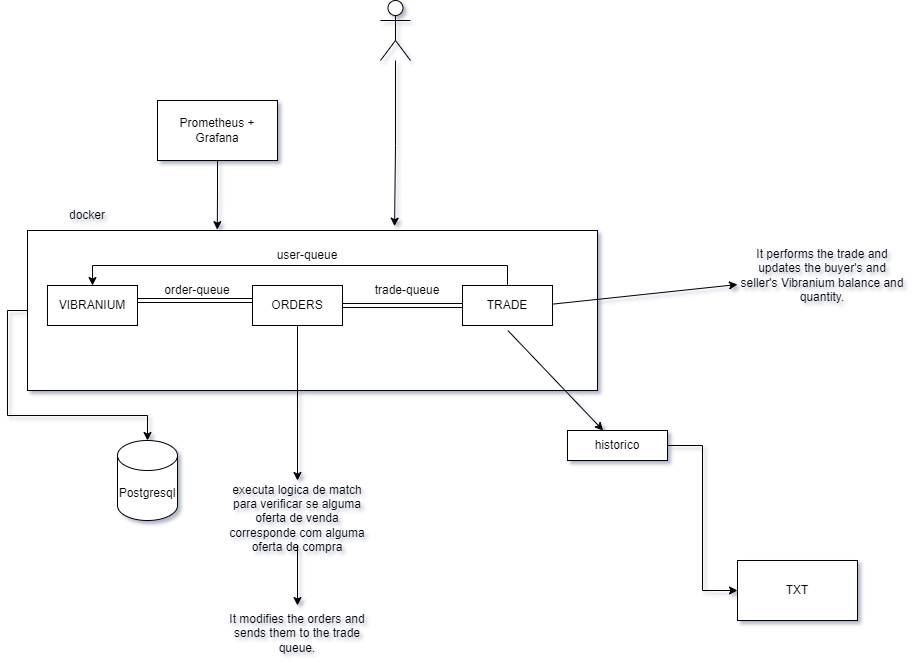 Prometheus +
Grafana
docker
user-queue
VIBRANIUM
order-queue
ORDERS
trade-queue
TRADE
It performs the trade and
updates the buyer's and
seller's Vibranium balance and
quantity.
historico
Postgresql
executa logica de match
para verificar se alguma
oferta de venda
corresponde com alguma
oferta de compra
TXT
It modifies the orders and
sends them to the trade
queue.